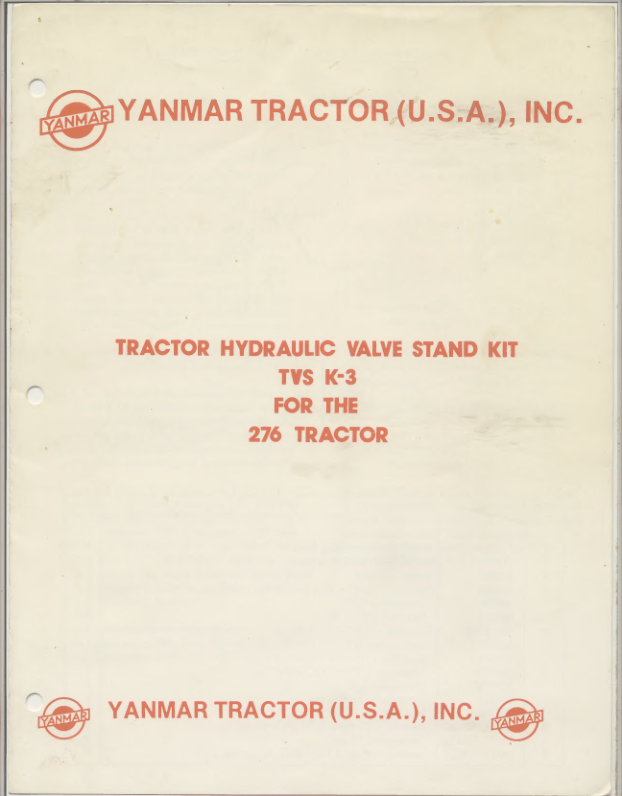 YANMAR YANMAR TRACTOR (U.S.A.), INC.
TRACTOR HYDRAULIC VALVE STAND KIT
TVS K-3
FOR THE
276 TRACTOR
YANMAR YANMAR TRACTOR (U.S.A.), INC. YANMAR